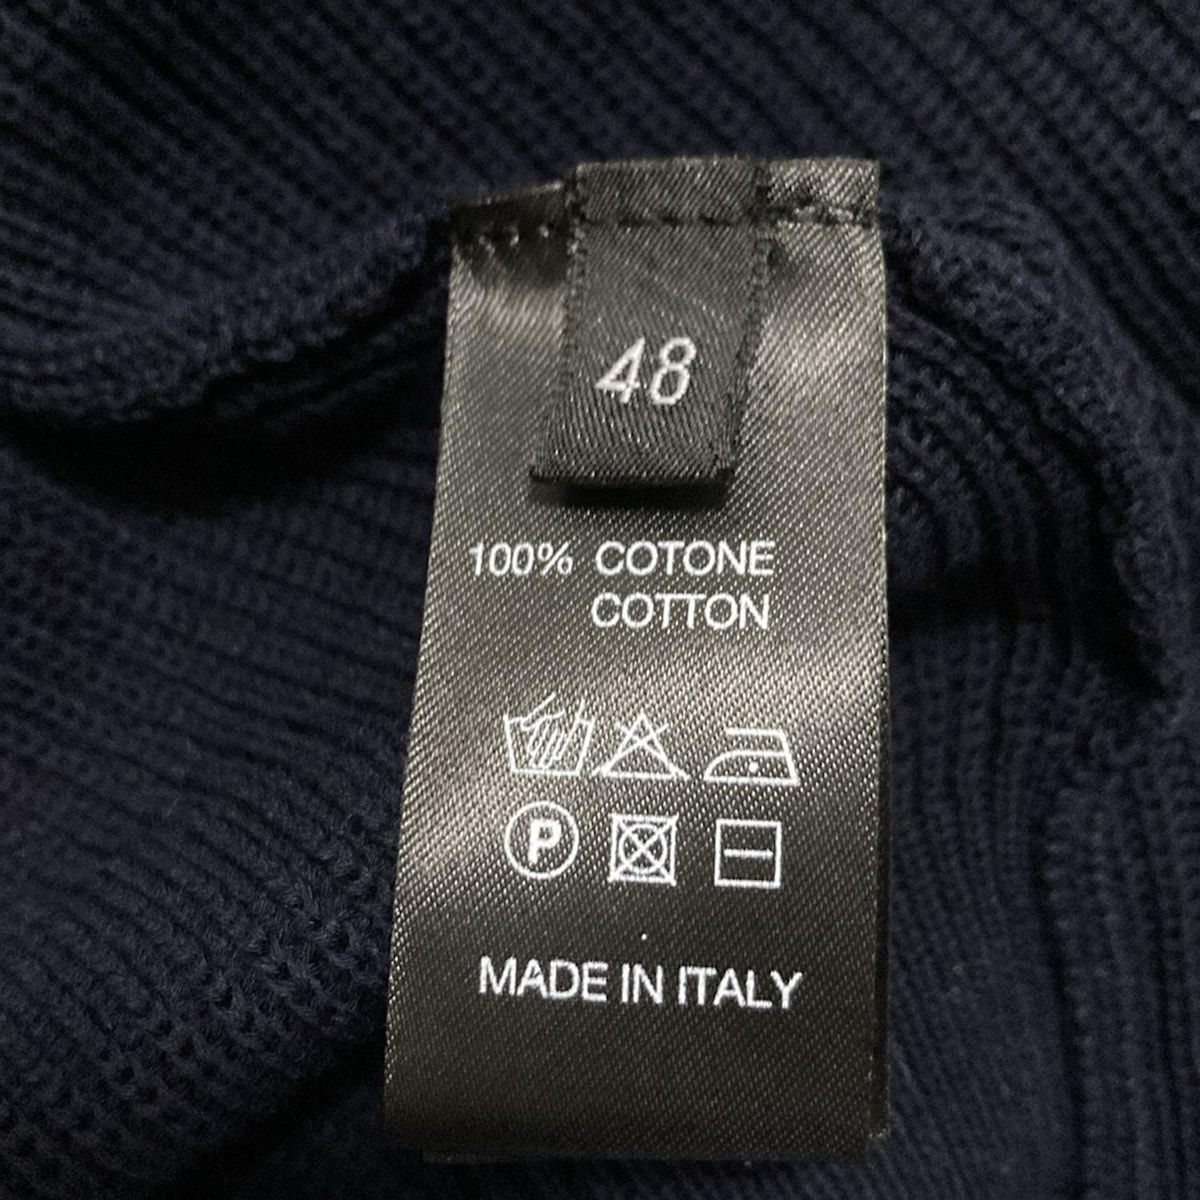 48
100% COTONE
COTTON
P
MADE IN ITALY